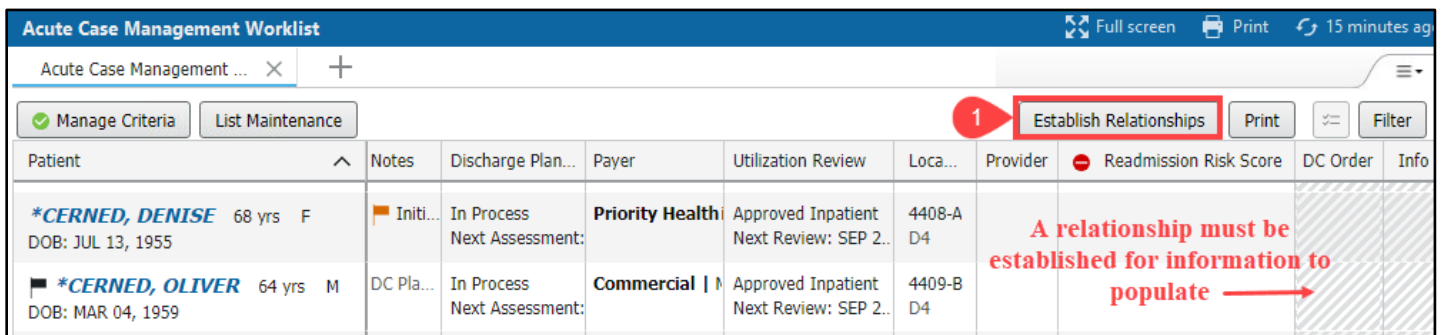 Acute Case Management Worklist Full screen Print 15 minutes ag
Acute Case Management ...
Manage Criteria List Maintenance 1 Establish Relationships Print Filter
Patient Notes Discharge Plan... Payer Utilization Review Loca... Provider Readmission Risk Score DC Order Info
*CERNED, DENISE 68 yrs F Initi... In Process Priority Health Approved Inpatient 4408-A
DOB: JUL 13, 1955 Next Assessment: Next Review: SEP 2.. D4
A relationship must be
established for information to
populate
*CERNED, OLIVER 64 yrs M DC Pla... In Process Commercial | Approved Inpatient 4409-B
DOB: MAR 04, 1959 Next Assessment: Next Review: SEP 2.. D4